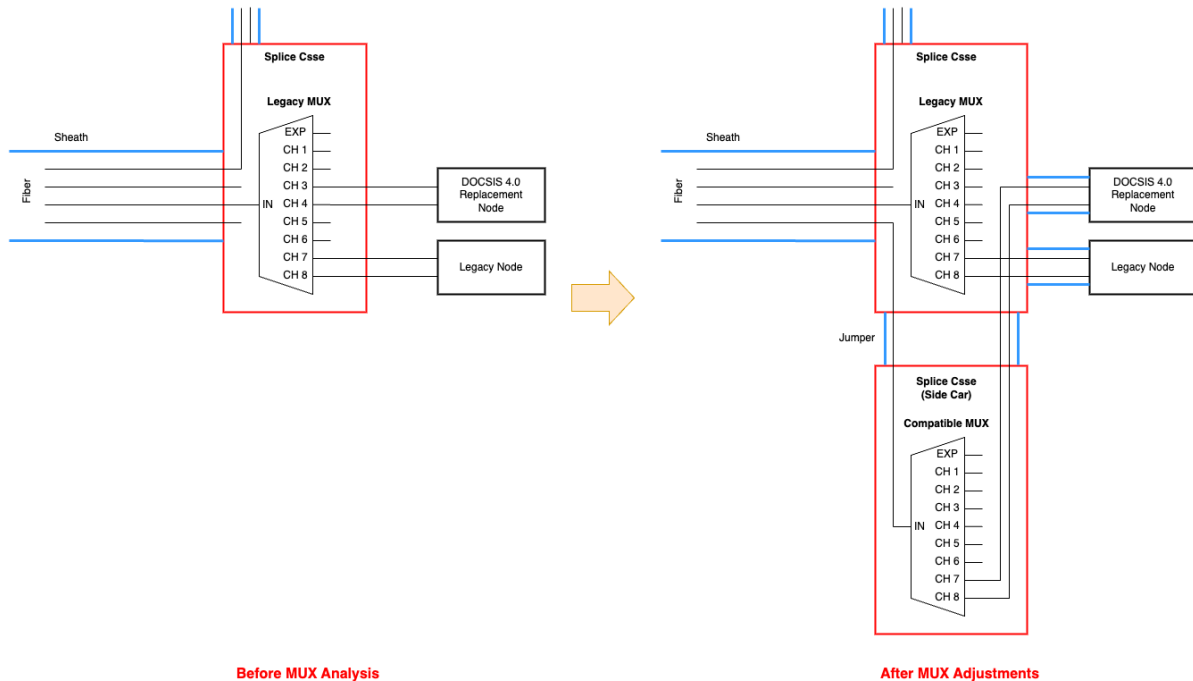 Splice Csse
Legacy MUX
EXP
CH 1
CH 2
CH 3
CH 4
CH 5
CH 6
CH 7
CH 8
IN
Sheath
Fiber
DOCSIS 4.0
Replacement
Node
Legacy Node
Before MUX Analysis
Splice Csse
Legacy MUX
EXP
CH 1
CH 2
CH 3
CH 4
CH 5
CH 6
CH 7
CH 8
IN
Sheath
Fiber
DOCSIS 4.0
Replacement
Node
Legacy Node
Jumper
Splice Csse
(Side Car)
Compatible MUX
EXP
CH 1
CH 2
CH 3
CH 4
CH 5
CH 6
CH 7
CH 8
IN
After MUX Adjustments